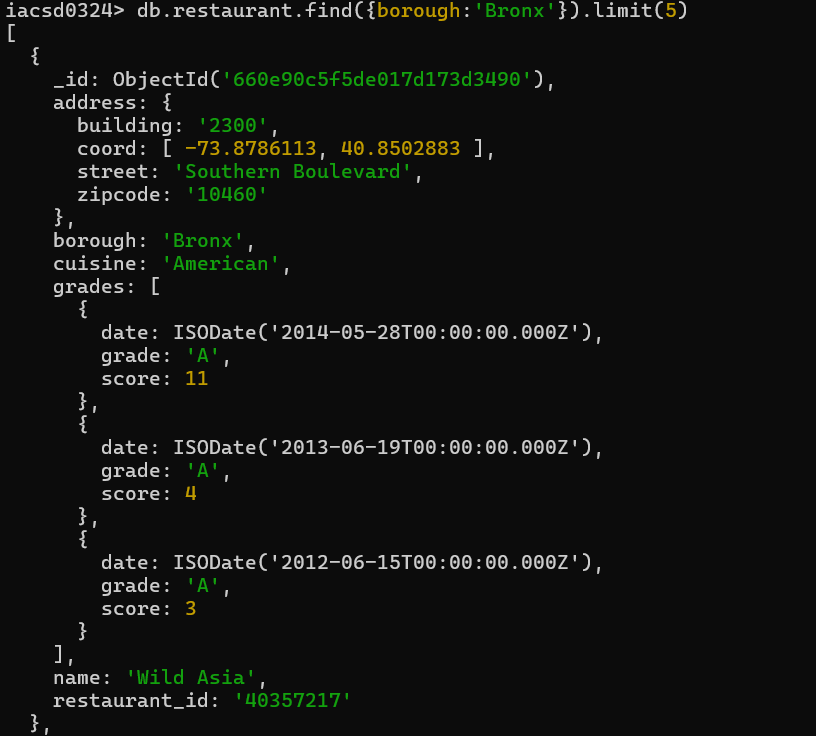 iacsd0324> db.restaurant.find({borough:'Bronx'}).limit(5)
[
  {
    _id: ObjectId('660e90c5f5de017d173d3490'),
    address: {
      building: '2300',
      coord: [ -73.8786113, 40.8502883 ],
      street: 'Southern Boulevard',
      zipcode: '10460'
    },
    borough: 'Bronx',
    cuisine: 'American',
    grades: [
      {
        date: ISODate('2014-05-28T00:00:00.000Z'),
        grade: 'A',
        score: 11
      },
      {
        date: ISODate('2013-06-19T00:00:00.000Z'),
        grade: 'A',
        score: 4
      },
      {
        date: ISODate('2012-06-15T00:00:00.000Z'),
        grade: 'A',
        score: 3
      }
    ],
    name: 'Wild Asia',
    restaurant_id: '40357217'
  },